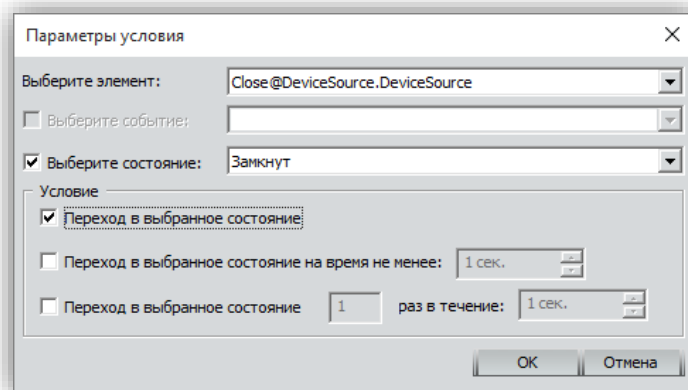 Параметры условия
Выберите элемент: Close@DeviceSource.DeviceSource
Выберите событие:
Выберите состояние: Замкнут
Условие
Переход в выбранное состояние
Переход в выбранное состояние на время не менее: 1 сек.
Переход в выбранное состояние 1 раз в течение: 1 сек.
OK Отмена